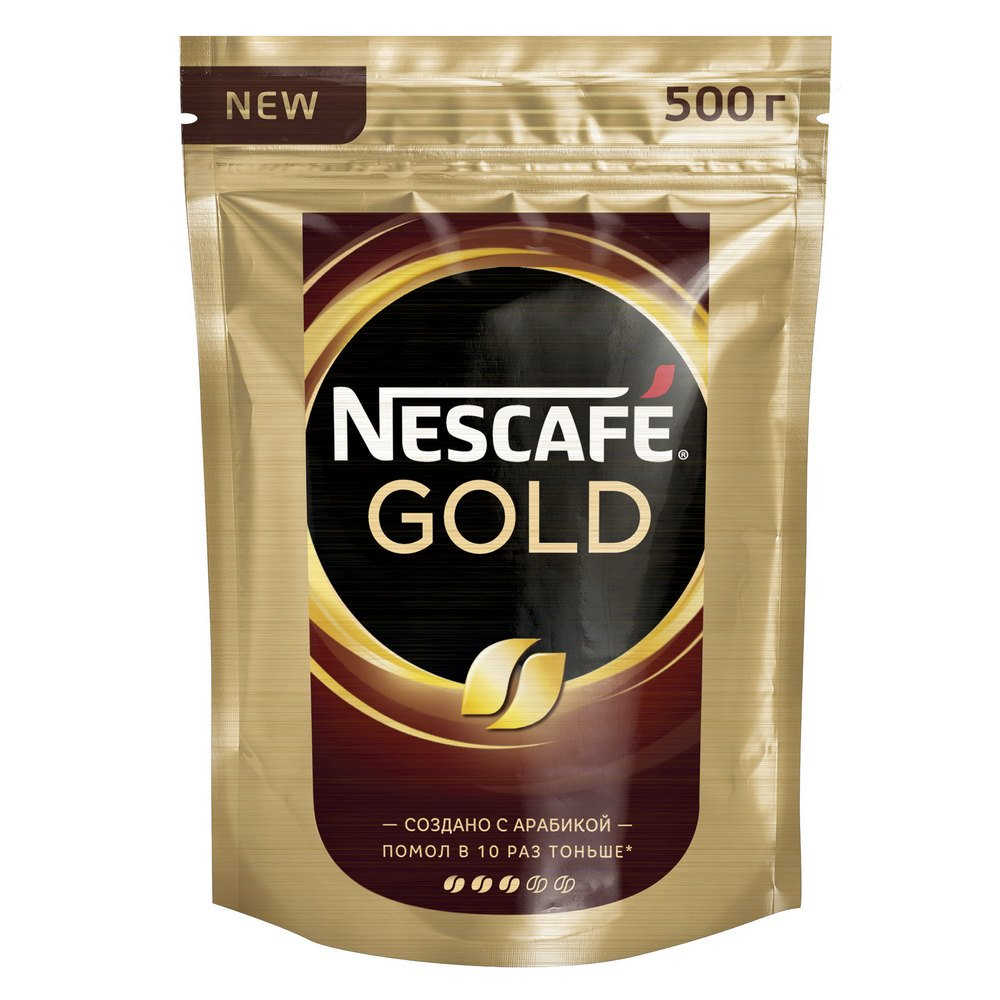 NEW
500 г
NESCAFÉ®
GOLD
— СОЗДАНО С АРАБИКОЙ —
ПОМОЛ В 10 РАЗ ТОНЬШЕ*